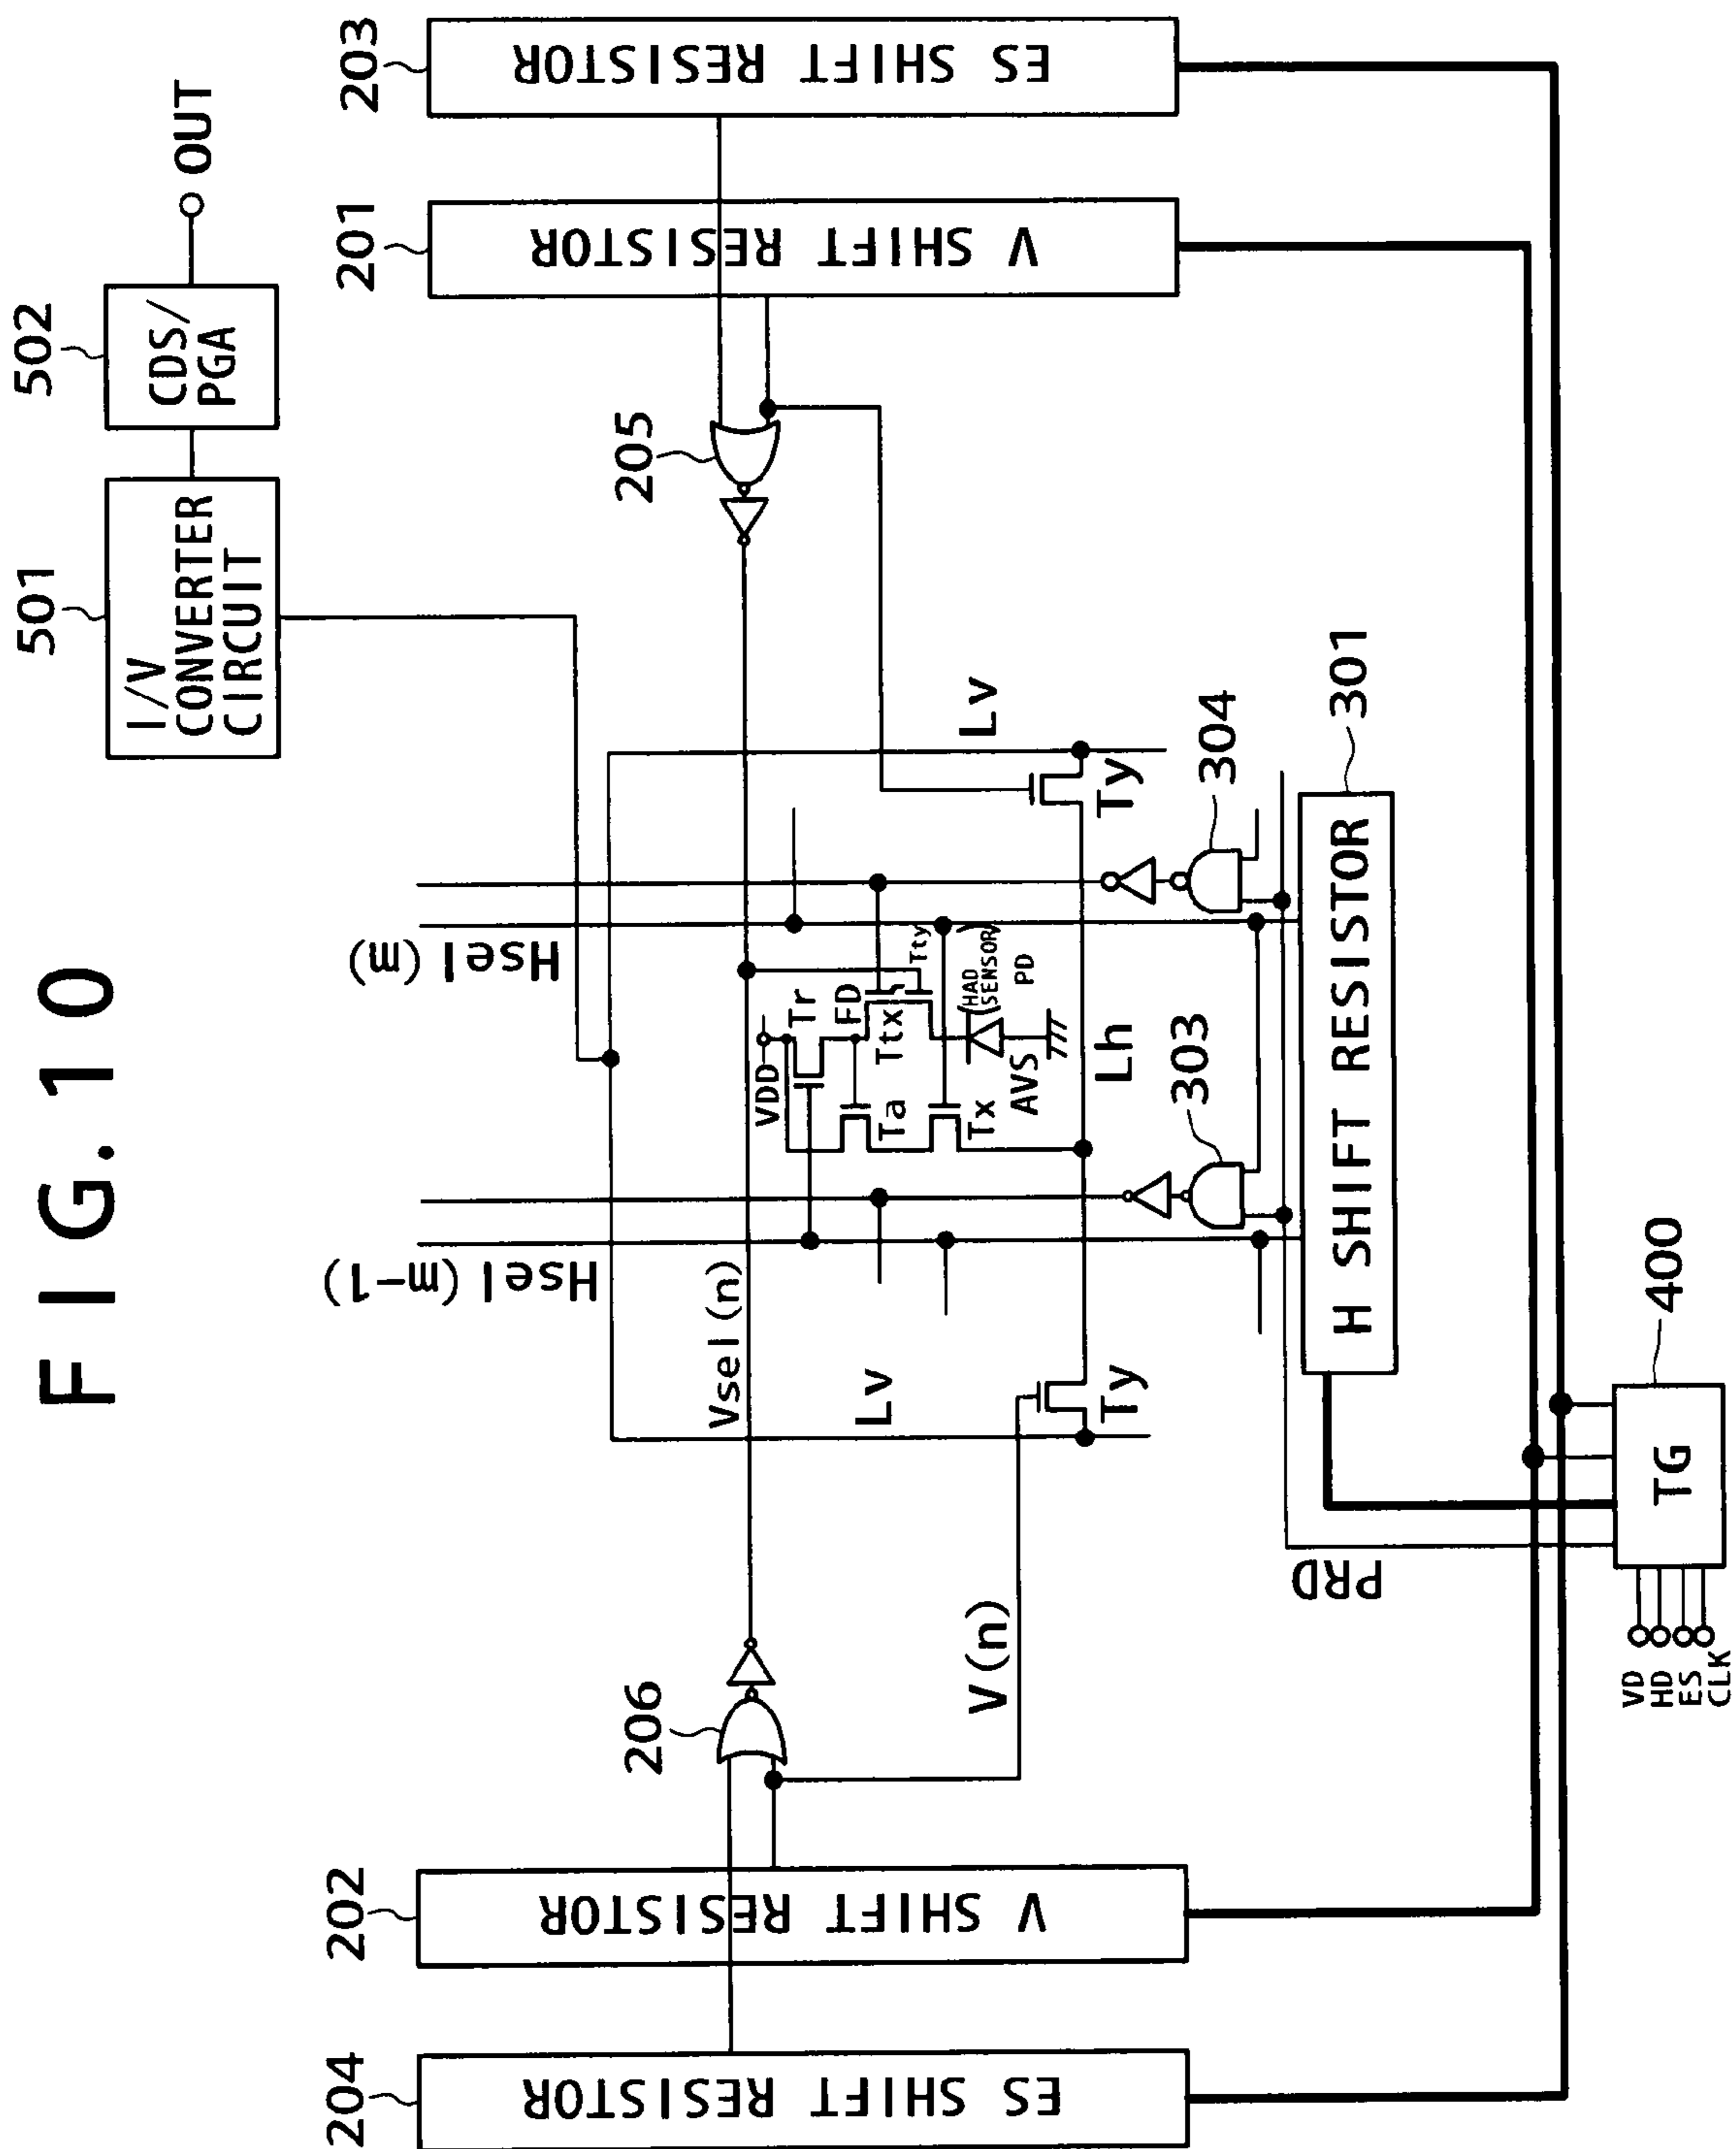 FIG.10
501
I/V
CONVERTER
CIRCUIT
502
CDS/
PGA
OUT
204
ES SHIFT RESISTOR
202
V SHIFT RESISTOR
206
Vsel(n)
V(n)
Hsel(m-1)
Hsel(m)
205
201
V SHIFT RESISTOR
203
ES SHIFT RESISTOR
VDD
Tr
FD
Ta
Ttx
Tty
Tx
(HAD
SENSOR)
PD
AVS
Lv
Lv
Ty
Ty
Lh
303
304
H SHIFT RESISTOR
301
PRD
TG
400
VD
HD
ES
CLK